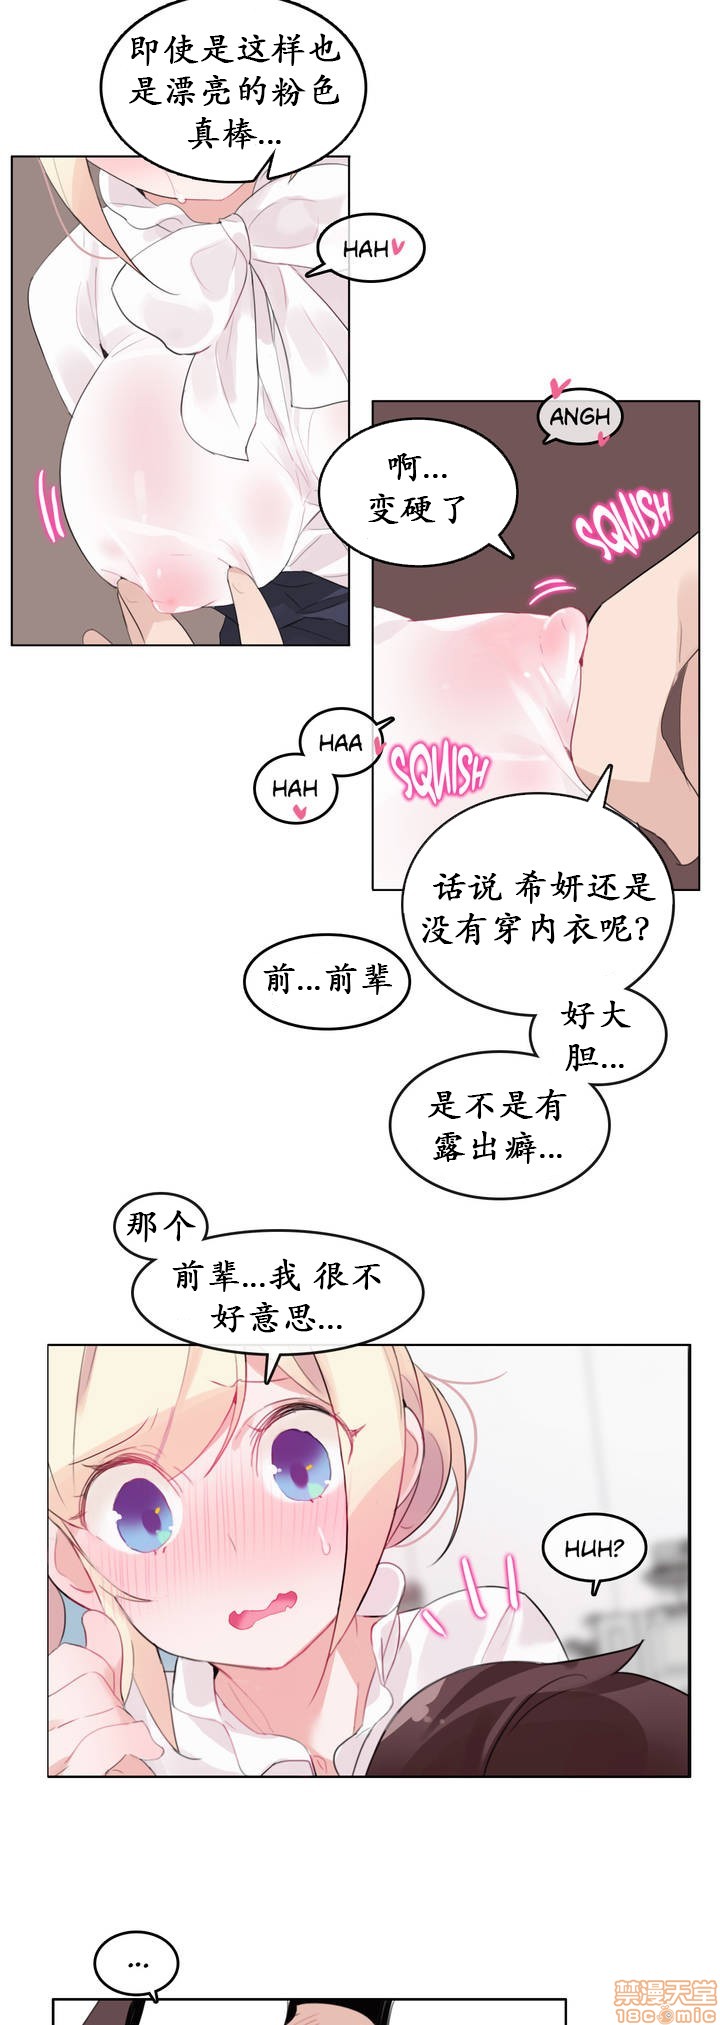 即使是这样也
是漂亮的粉色
真棒...
HAH
ANGH
啊...
变硬了
SQUISH
HAA
HAH
SQUISH
话说 希妍还是
没有穿内衣呢?
前...前辈
好大
胆...
是不是有
露出癖...
那个
前辈...我 很不
好意思...
HUH?
...
禁漫天堂
18comic